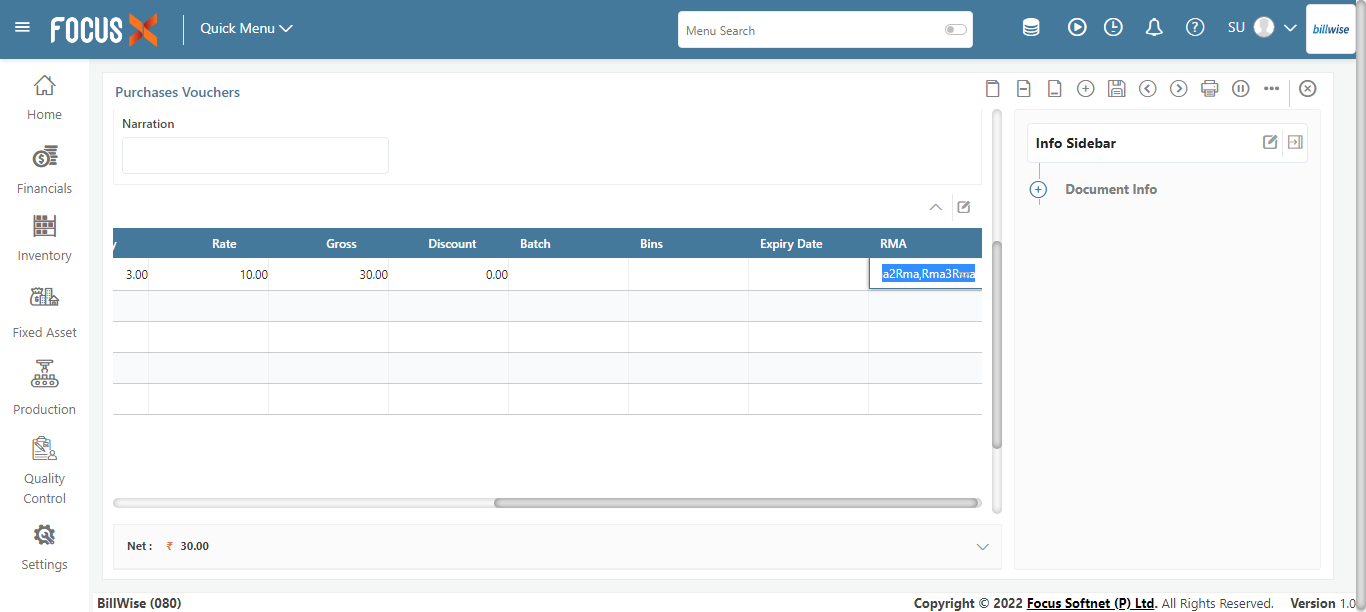 FOCUS X
Quick Menu
Menu Search
SU
billwise
Home
Financials
Inventory
Fixed Asset
Production
Quality
Control
Settings
Purchases Vouchers
Narration
y Rate Gross Discount Batch Bins Expiry Date RMA
3.00 10.00 30.00 0.00 a2Rma,Rma3Rma
Net : ₹ 30.00
Info Sidebar
Document Info
BillWise (080)
Copyright © 2022 Focus Softnet (P) Ltd. All Rights Reserved. Version 1.0